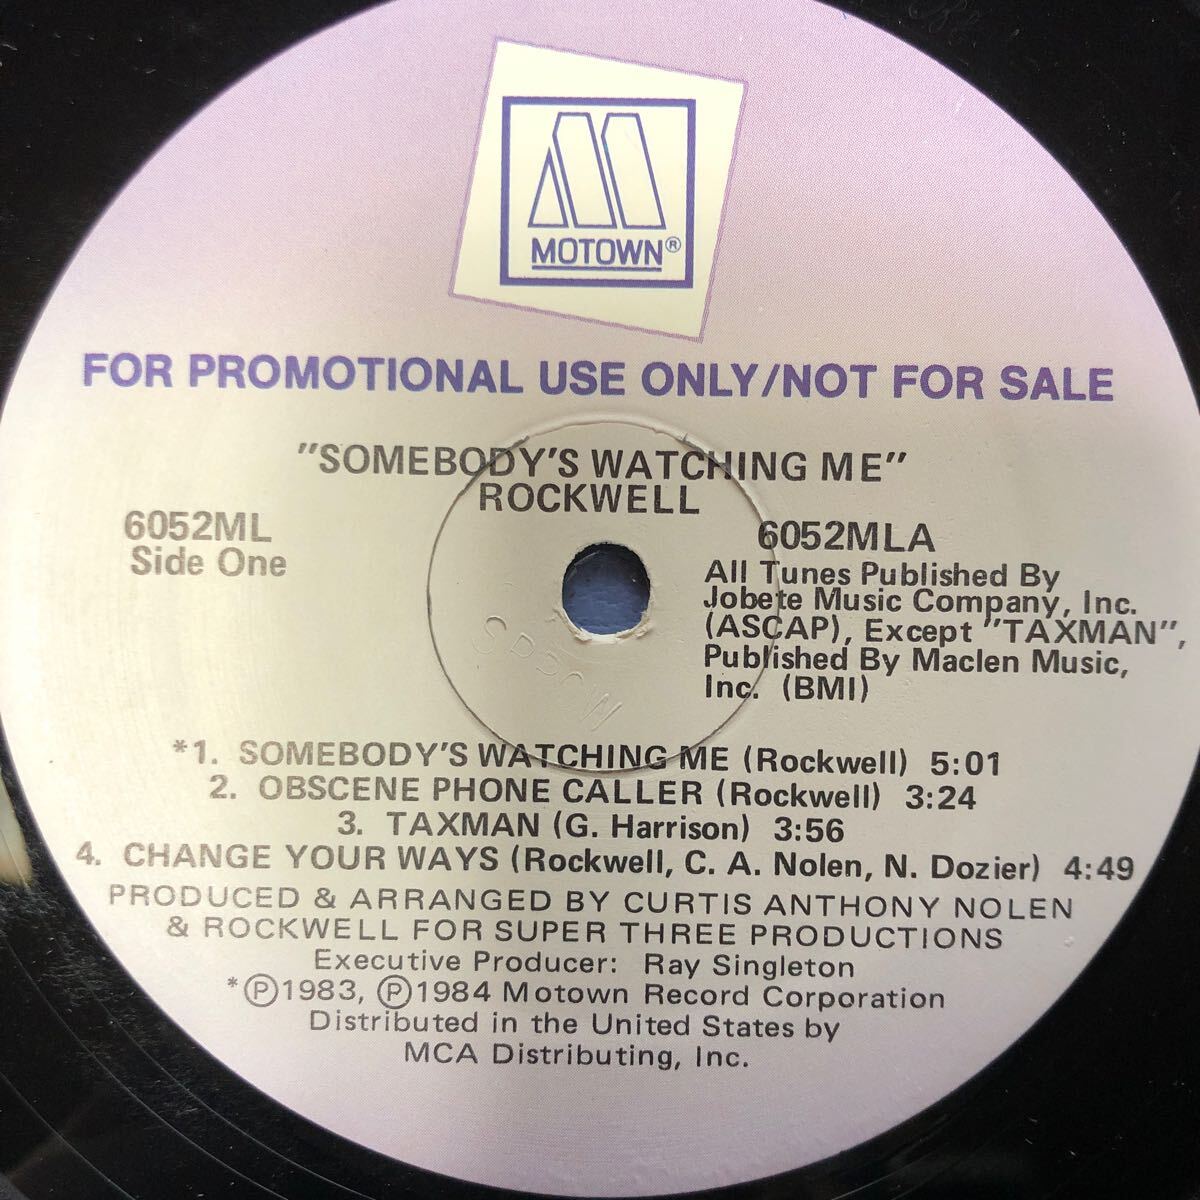 MOTOWN®
FOR PROMOTIONAL USE ONLY/NOT FOR SALE
"SOMEBODY'S WATCHING ME"
ROCKWELL
6052ML
Side One
6052MLA
All Tunes Published By
Jobete Music Company, Inc.
(ASCAP), Except "TAXMAN",
Published By Maclen Music,
Inc. (BMI)
*1. SOMEBODY'S WATCHING ME (Rockwell) 5:01
2. OBSCENE PHONE CALLER (Rockwell) 3:24
3. TAXMAN (G. Harrison) 3:56
4. CHANGE YOUR WAYS (Rockwell, C. A. Nolen, N. Dozier) 4:49
PRODUCED & ARRANGED BY CURTIS ANTHONY NOLEN
& ROCKWELL FOR SUPER THREE PRODUCTIONS
Executive Producer: Ray Singleton
*Ⓟ1983, Ⓟ1984 Motown Record Corporation
Distributed in the United States by
MCA Distributing, Inc.